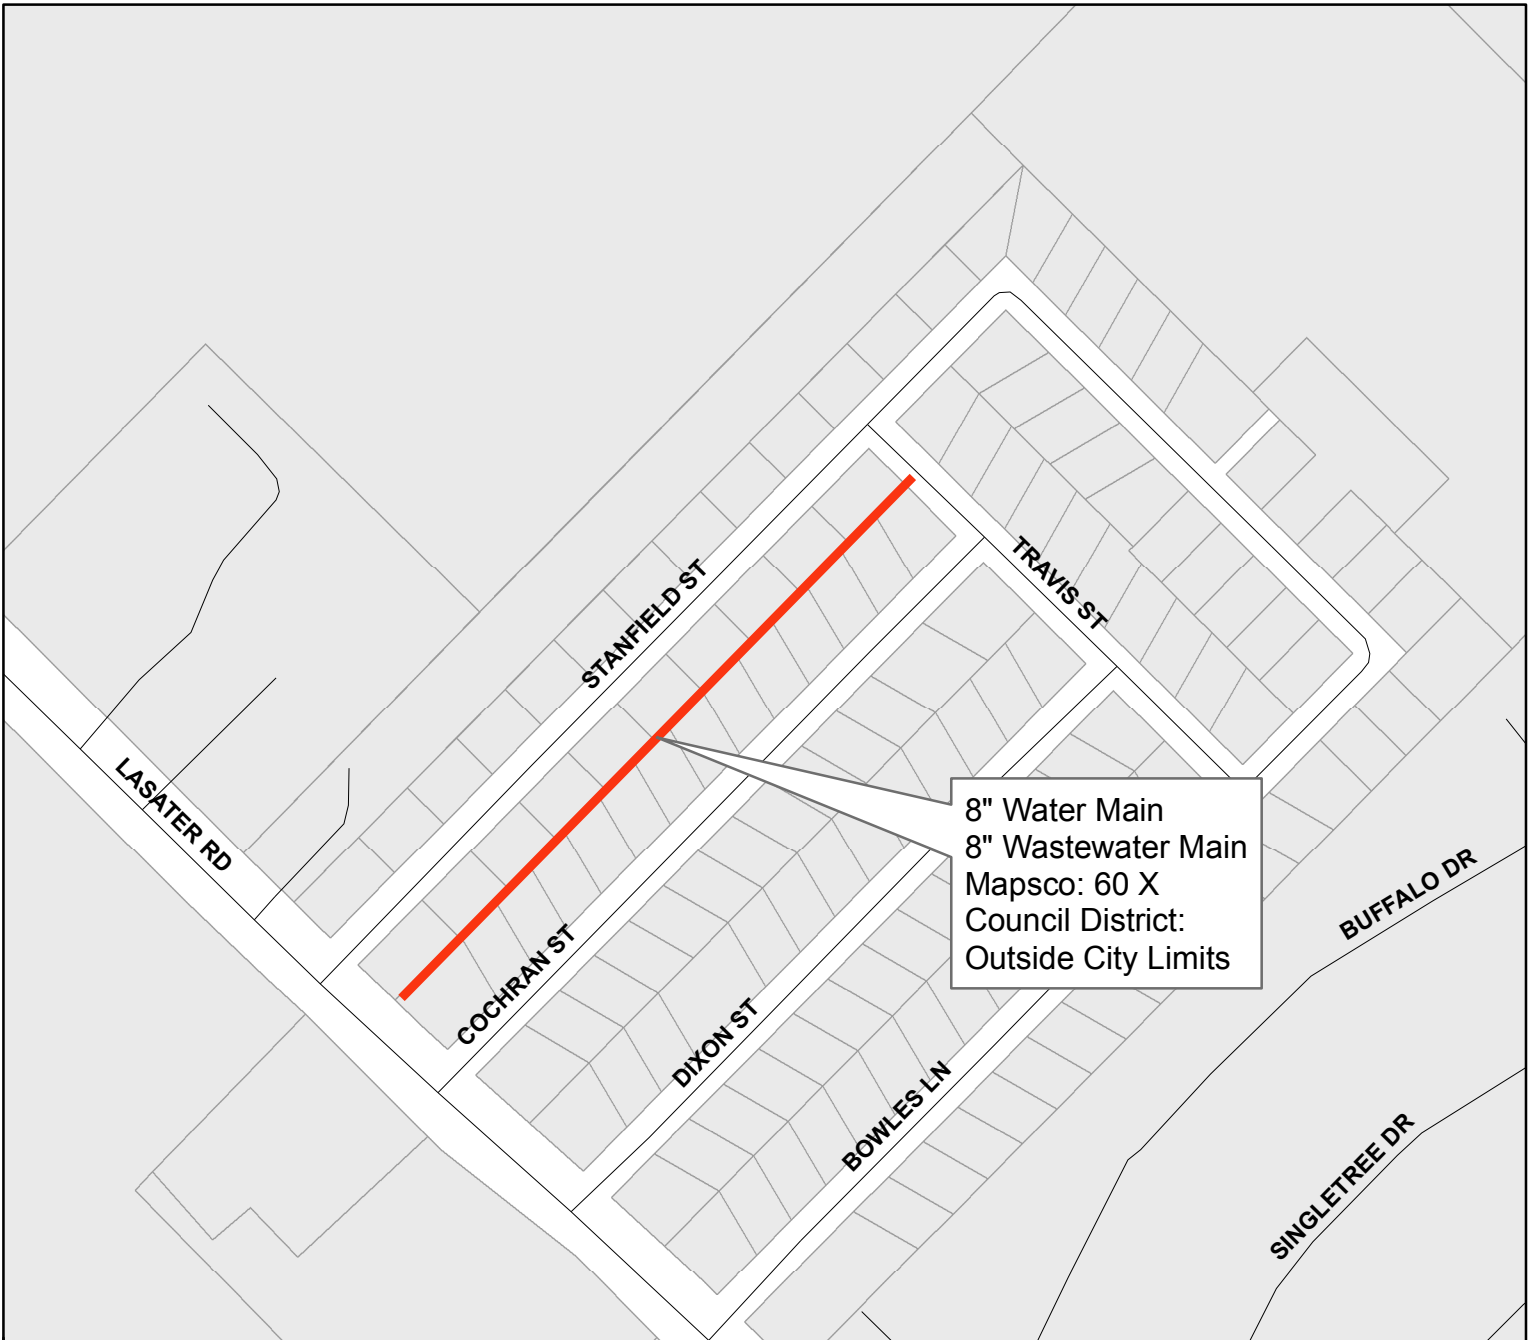 STANFIELD ST
TRAVIS ST
LASATER RD
8" Water Main
8" Wastewater Main
Mapsco: 60 X
Council District:
Outside City Limits
BUFFALO DR
COCHRAN ST
DIXON ST
BOWLES LN
SINGLETREE DR